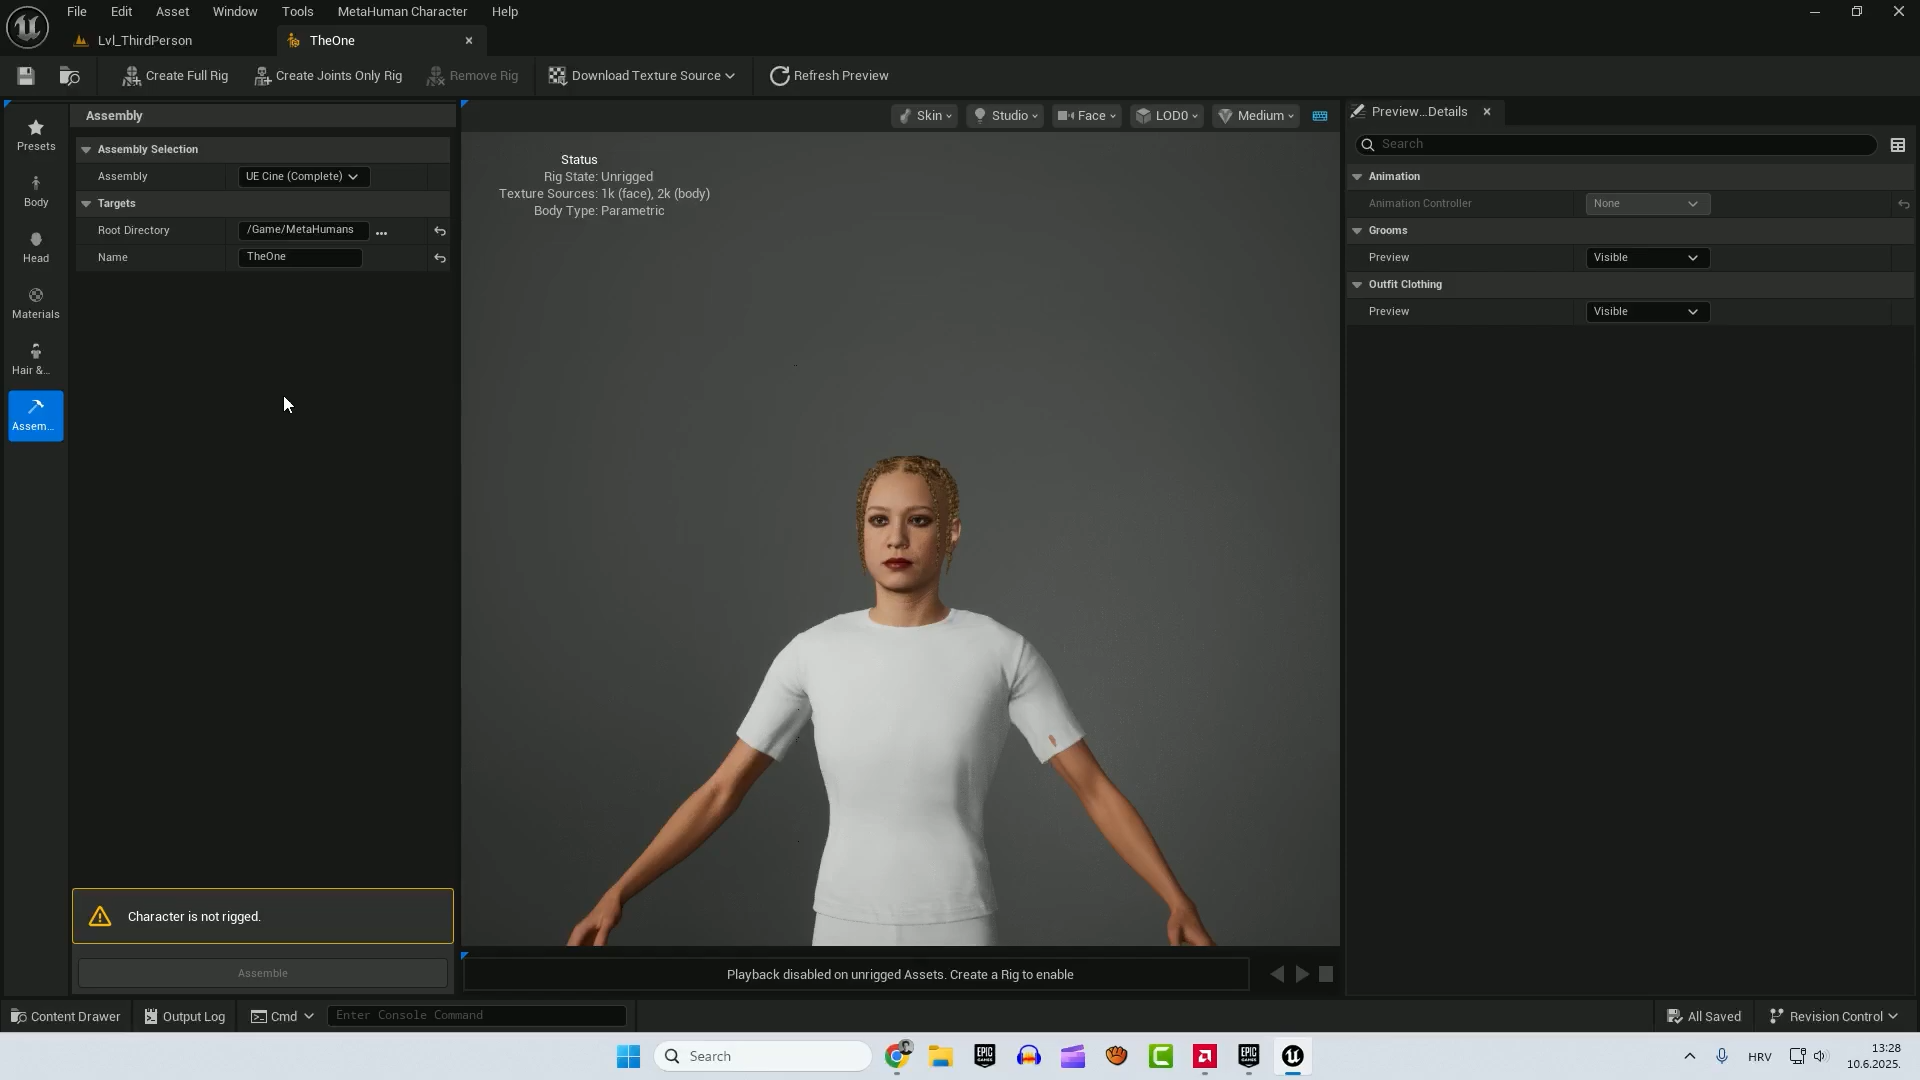 File Edit Asset Window Tools MetaHuman Character Help
Lvl_ThirdPerson TheOne
Create Full Rig Create Joints Only Rig Remove Rig Download Texture Source Refresh Preview
Assembly
Skin Studio Face LOD0 Medium
Preview...Details
Presets
Body
Head
Materials
Hair &...
Assem...
Assembly Selection
Assembly UE Cine (Complete)
Targets
Root Directory /Game/MetaHumans ...
Name TheOne
Status
Rig State: Unrigged
Texture Sources: 1k (face), 2k (body)
Body Type: Parametric
Search
Animation
Animation Controller None
Grooms
Preview Visible
Outfit Clothing
Preview Visible
Character is not rigged.
Assemble
Playback disabled on unrigged Assets. Create a Rig to enable
Content Drawer Output Log Cmd Enter Console Command All Saved Revision Control
Search
EPIC GAMES
EPIC GAMES
HRV
13:28
10.6.2025.